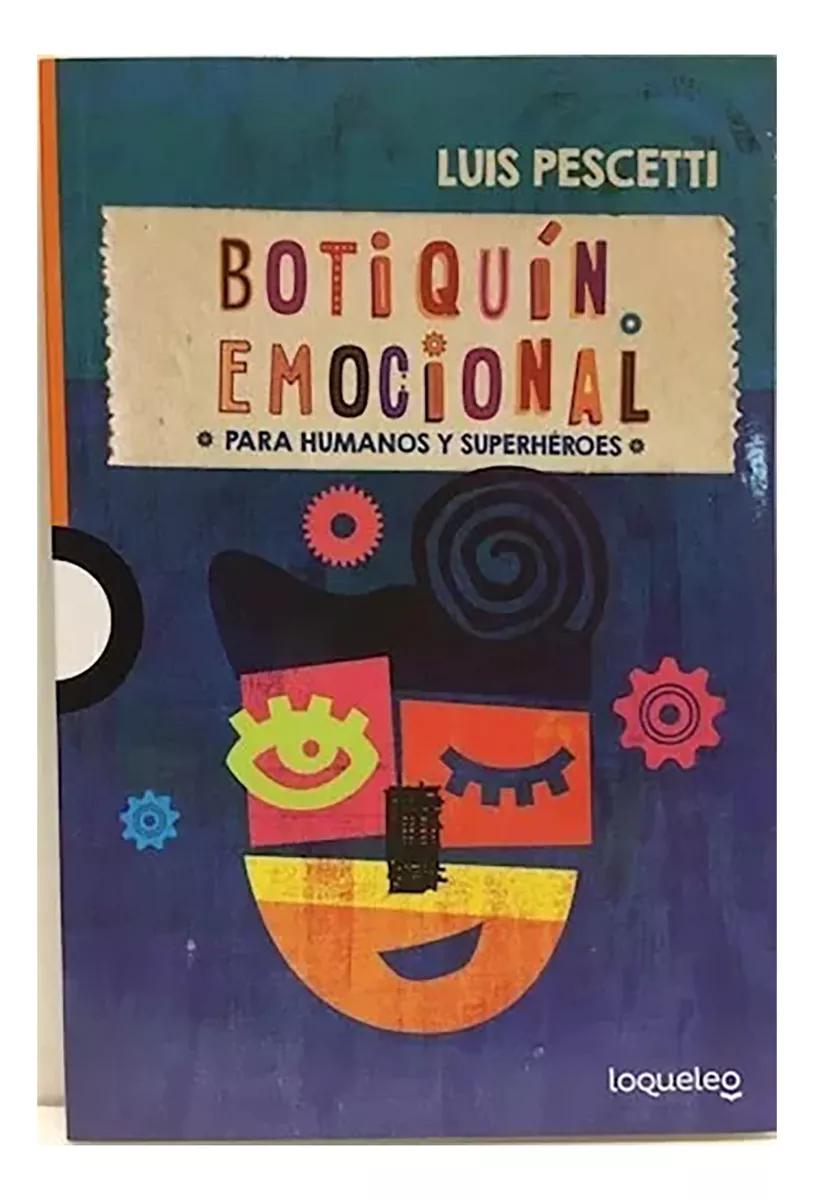 LUIS PESCETTI
BOTiQUÍN
EMOCiONAL
PARA HUMANOS Y SUPERHÉROES
loqueleo